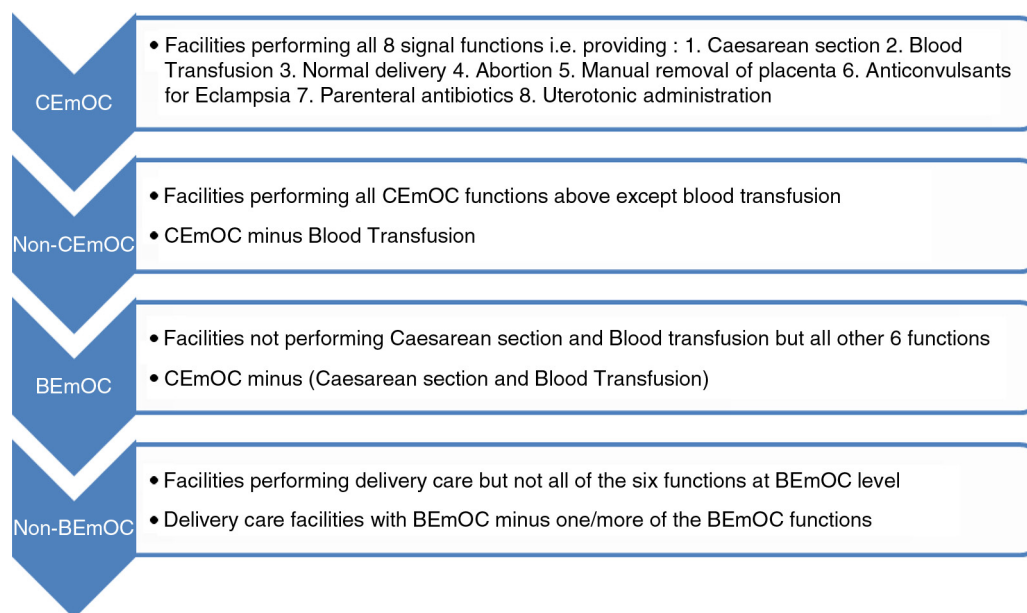 CEmOC
• Facilities performing all 8 signal functions i.e. providing : 1. Caesarean section 2. Blood
Transfusion 3. Normal delivery 4. Abortion 5. Manual removal of placenta 6. Anticonvulsants
for Eclampsia 7. Parenteral antibiotics 8. Uterotonic administration
Non-CEmOC
• Facilities performing all CEmOC functions above except blood transfusion
• CEmOC minus Blood Transfusion
BEmOC
• Facilities not performing Caesarean section and Blood transfusion but all other 6 functions
• CEmOC minus (Caesarean section and Blood Transfusion)
Non-BEmOC
• Facilities performing delivery care but not all of the six functions at BEmOC level
• Delivery care facilities with BEmOC minus one/more of the BEmOC functions